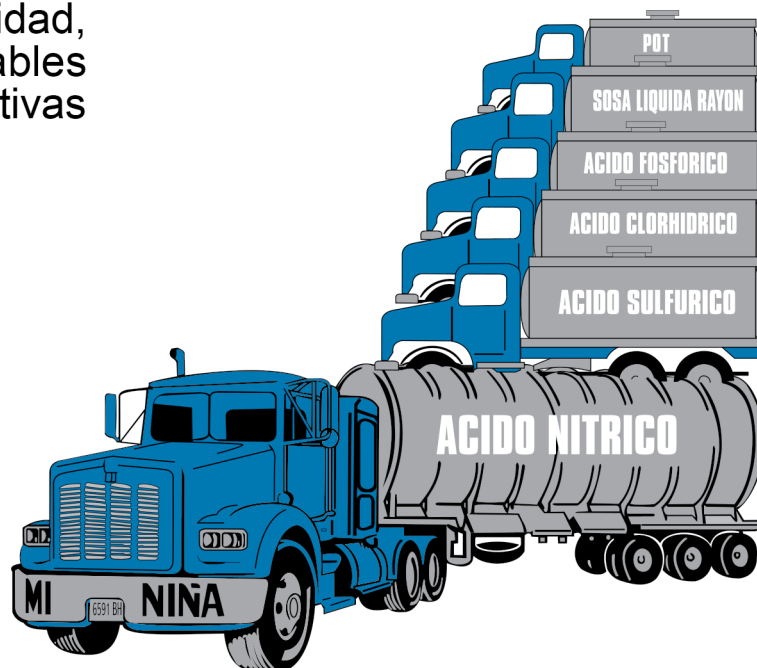 idad,
ables
tivas
POT
SOSA LIQUIDA RAYON
ACIDO FOSFORICO
ACIDO CLORHIDRICO
ACIDO SULFURICO
ACIDO NITRICO
MI NIÑA
6591 BH